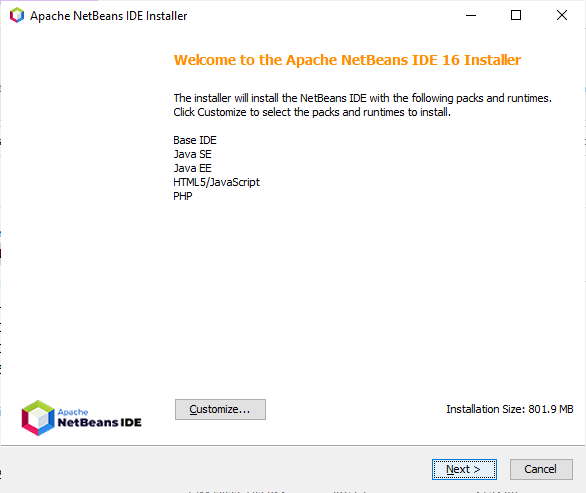 Apache NetBeans IDE Installer
Welcome to the Apache NetBeans IDE 16 Installer
The installer will install the NetBeans IDE with the following packs and runtimes.
Click Customize to select the packs and runtimes to install.
Base IDE
Java SE
Java EE
HTML5/JavaScript
PHP
Apache
NetBeans IDE
Customize...
Installation Size: 801.9 MB
Next >
Cancel